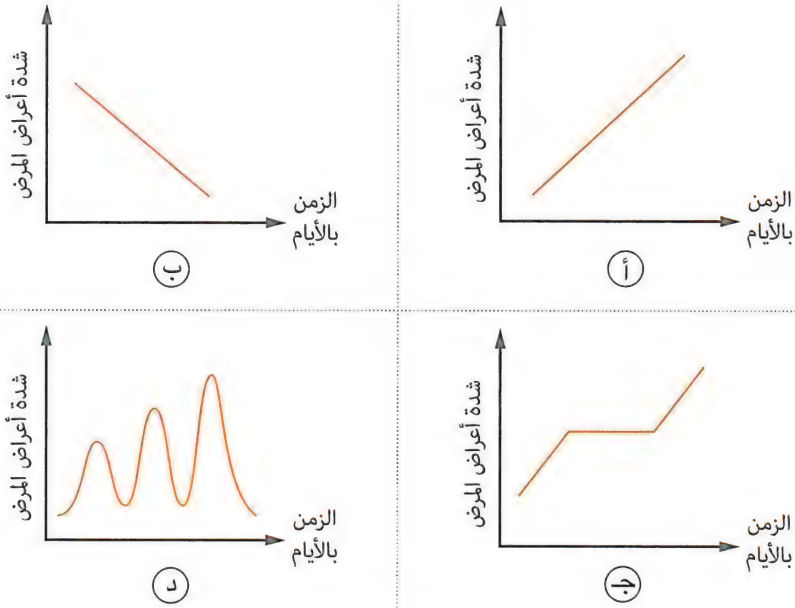 شدة أعراض المرض
الزمن
بالأيام
أ
شدة أعراض المرض
الزمن
بالأيام
ب
شدة أعراض المرض
الزمن
بالأيام
ج
شدة أعراض المرض
الزمن
بالأيام
د